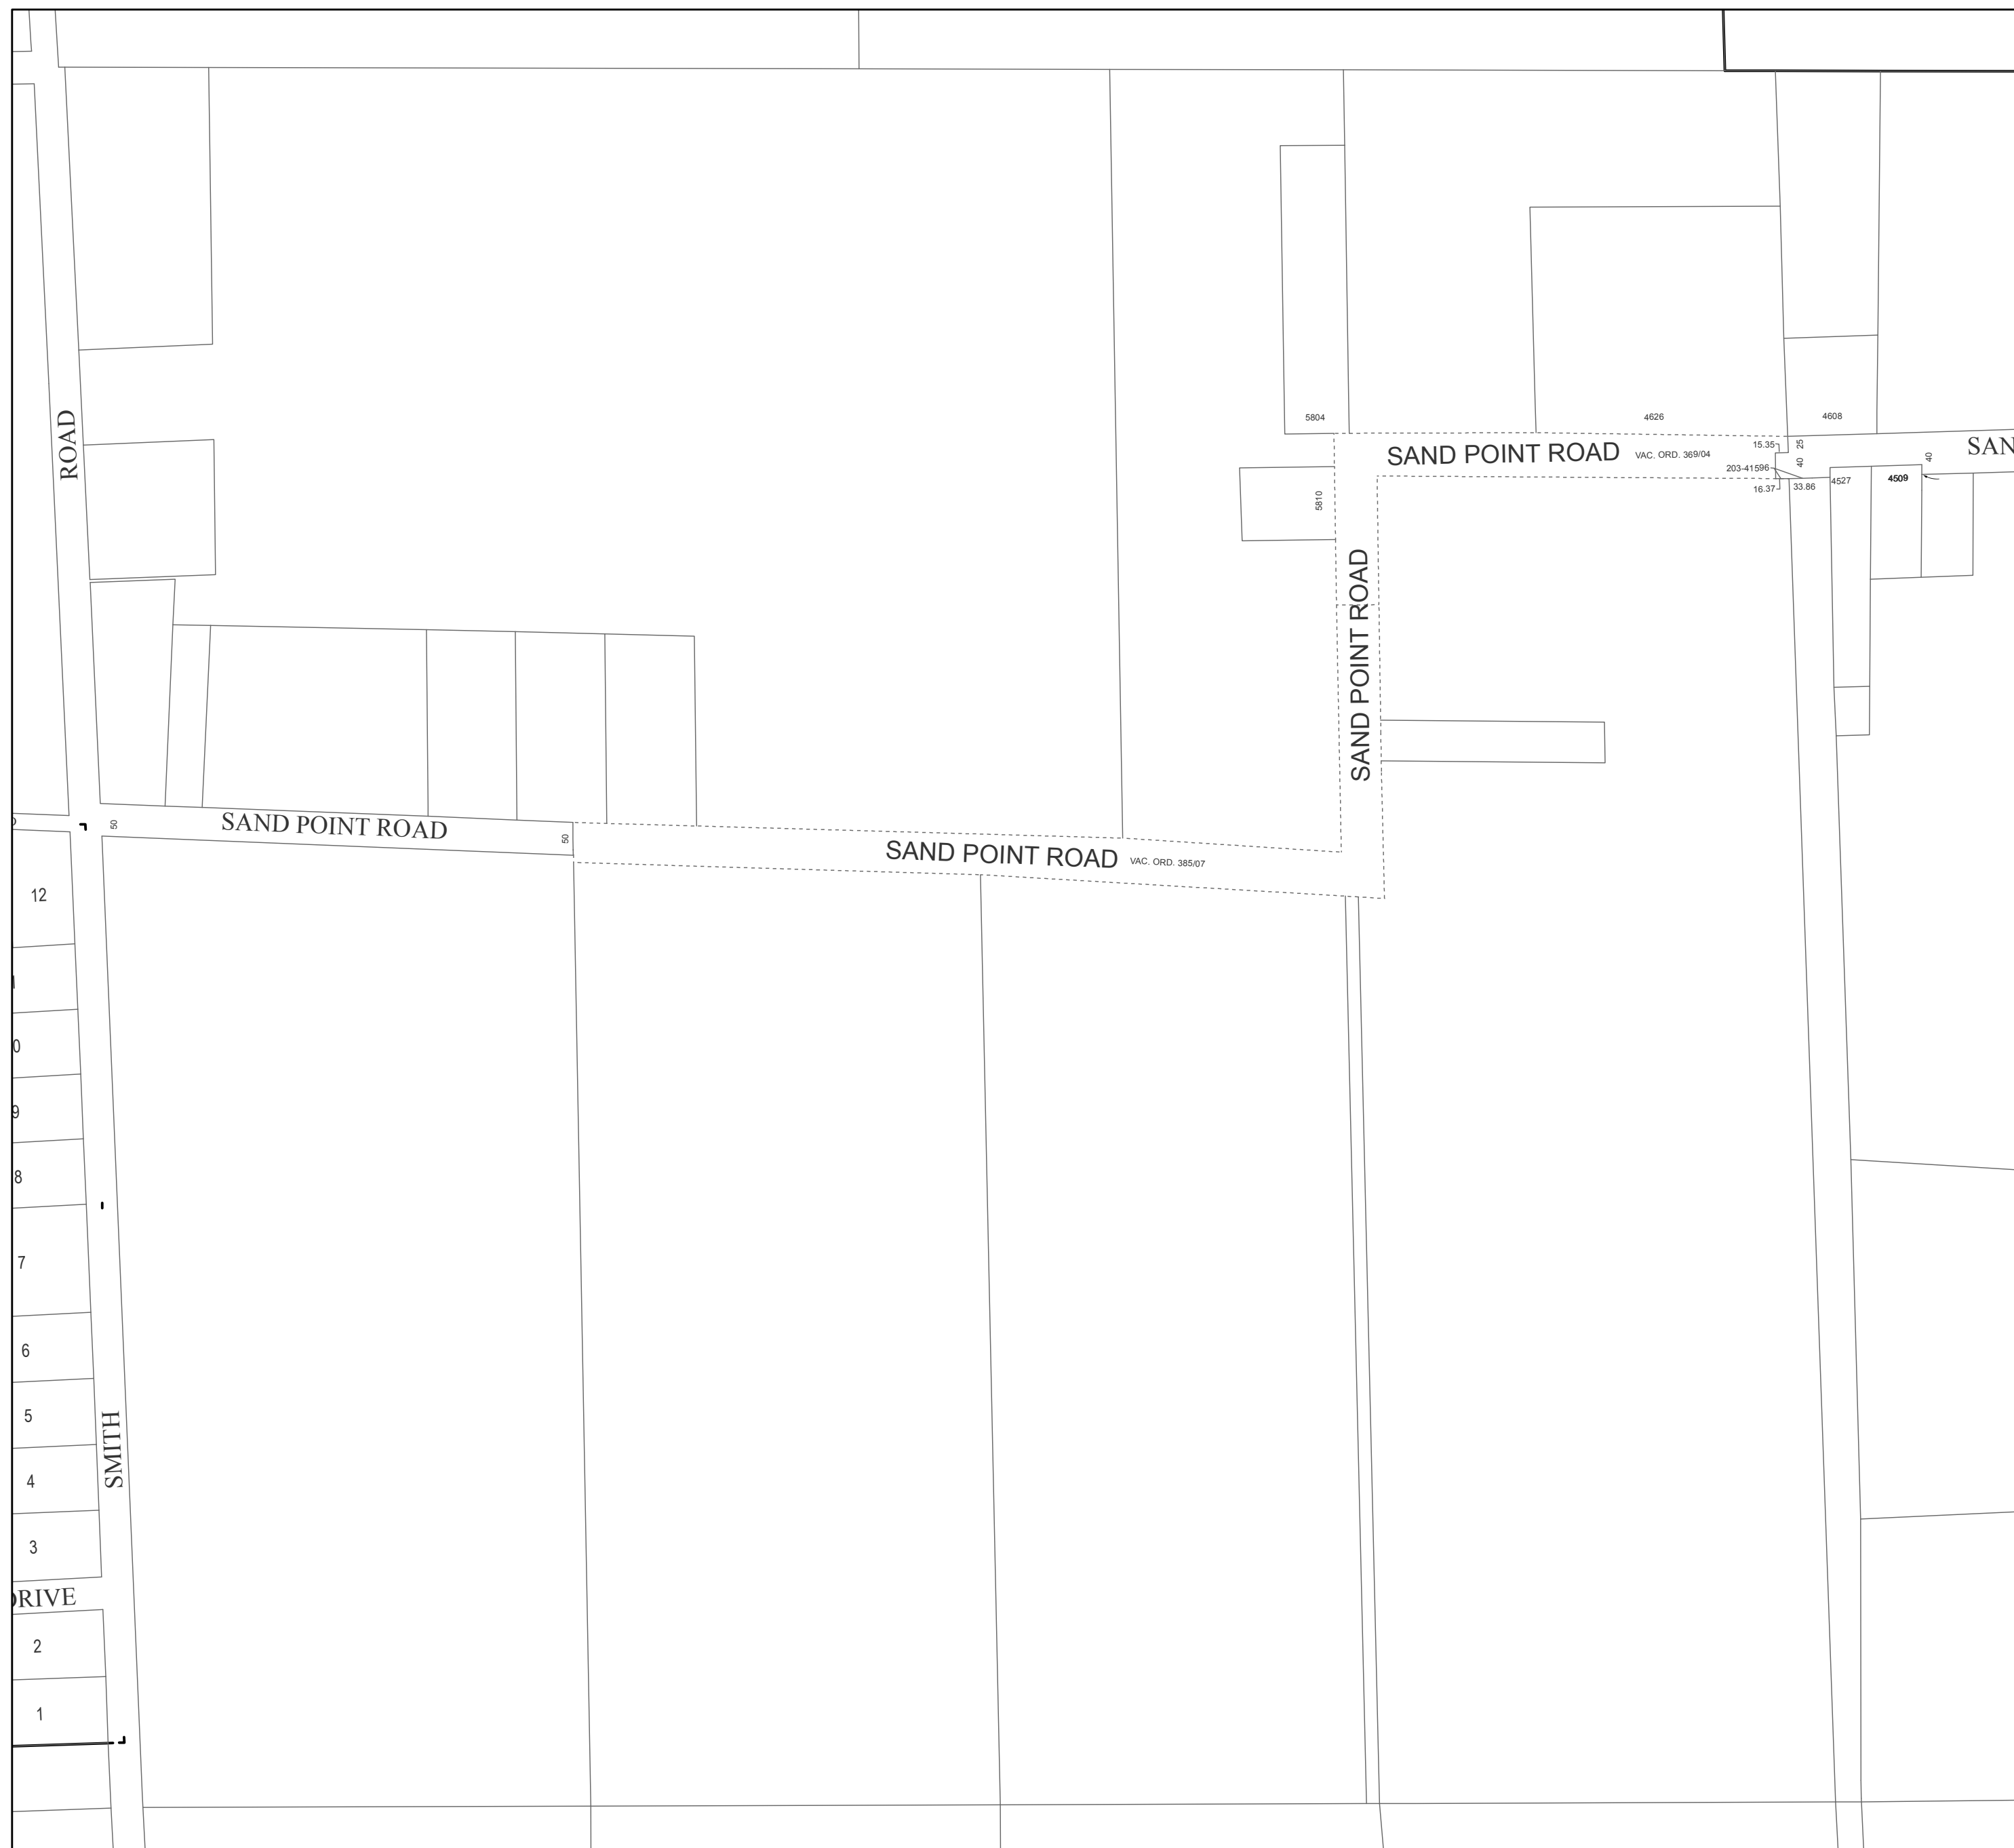 5804
4626
4608
ROAD
SAND POINT ROAD
VAC. ORD. 369/04
15.35
25
40
SAN
203-41596
16.37
33.86
4527
4509
40
5810
SAND POINT ROAD
50
SAND POINT ROAD
50
SAND POINT ROAD
VAC. ORD. 385/07
12
0
9
8
7
6
5
4
SMITH
3
DRIVE
2
1